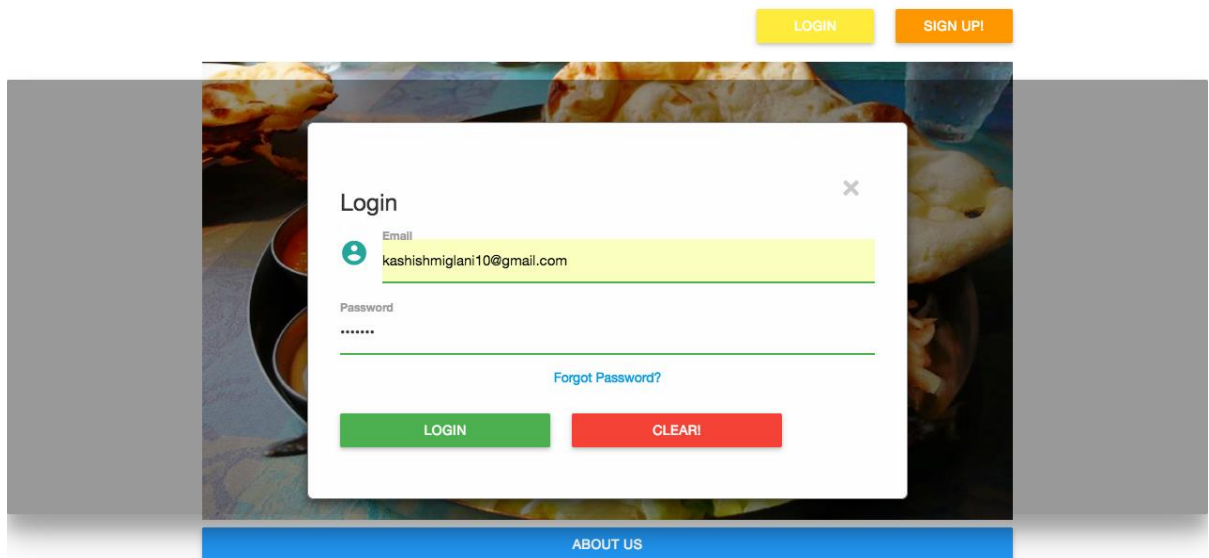 LOGIN SIGN UP!
Login
Email
kashishmiglani10@gmail.com
Password
•••••••
Forgot Password?
LOGIN CLEAR!
ABOUT US